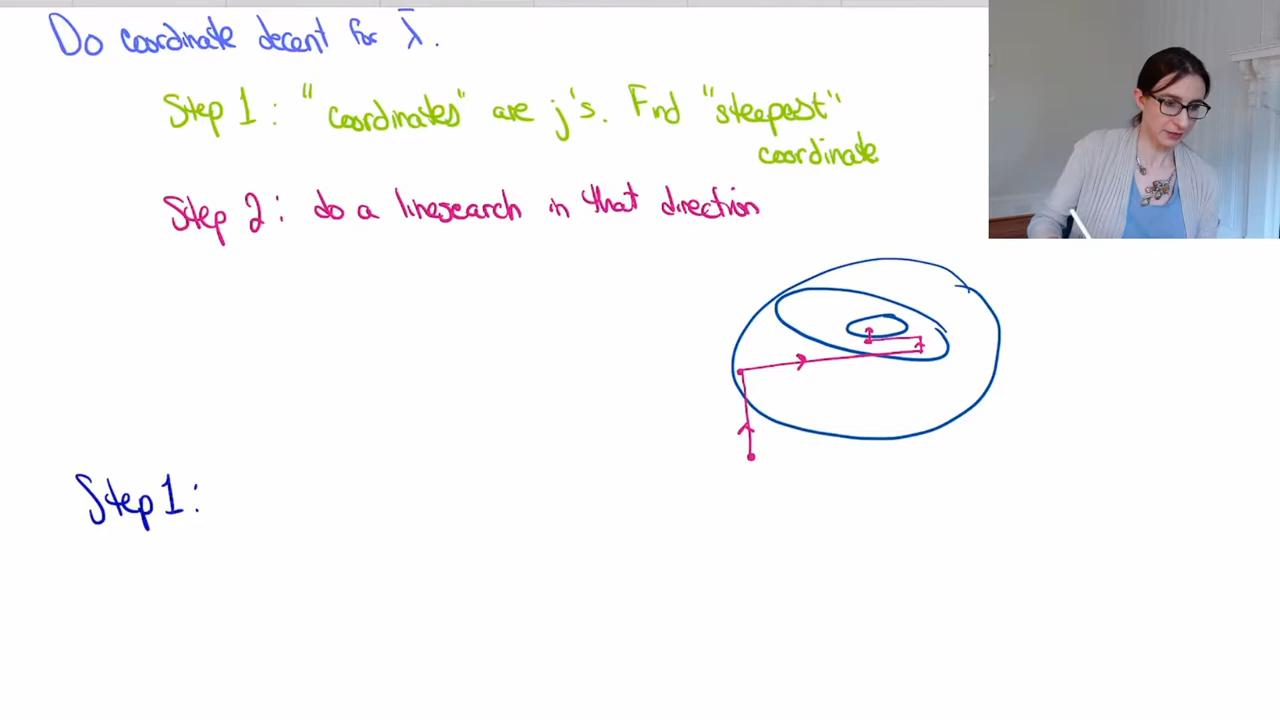 Do coordinate decent for λ̄.
Step 1: "coordinates" are j's. Find "steepest"
coordinate
Step 2: do a linesearch in that direction
Step 1: